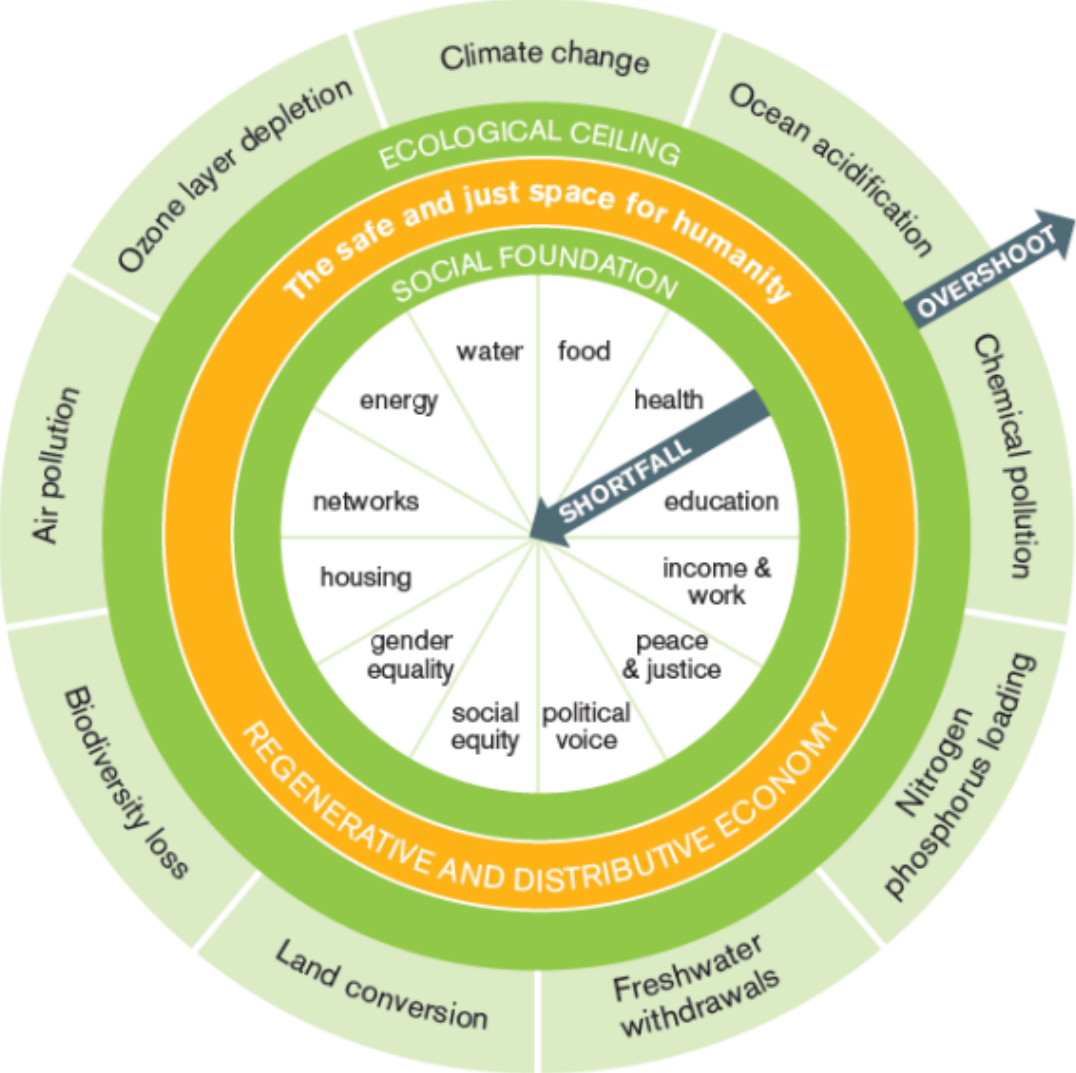 Climate change
Ocean acidification
OVERSHOOT
Chemical pollution
Nitrogen
phosphorus loading
Freshwater
withdrawals
Land conversion
Biodiversity loss
Air pollution
Ozone layer depletion
ECOLOGICAL CEILING
The safe and just space for humanity
REGENERATIVE AND DISTRIBUTIVE ECONOMY
SOCIAL FOUNDATION
water
food
health
SHORTFALL
education
income &
work
peace
& justice
political
voice
social
equity
gender
equality
housing
networks
energy